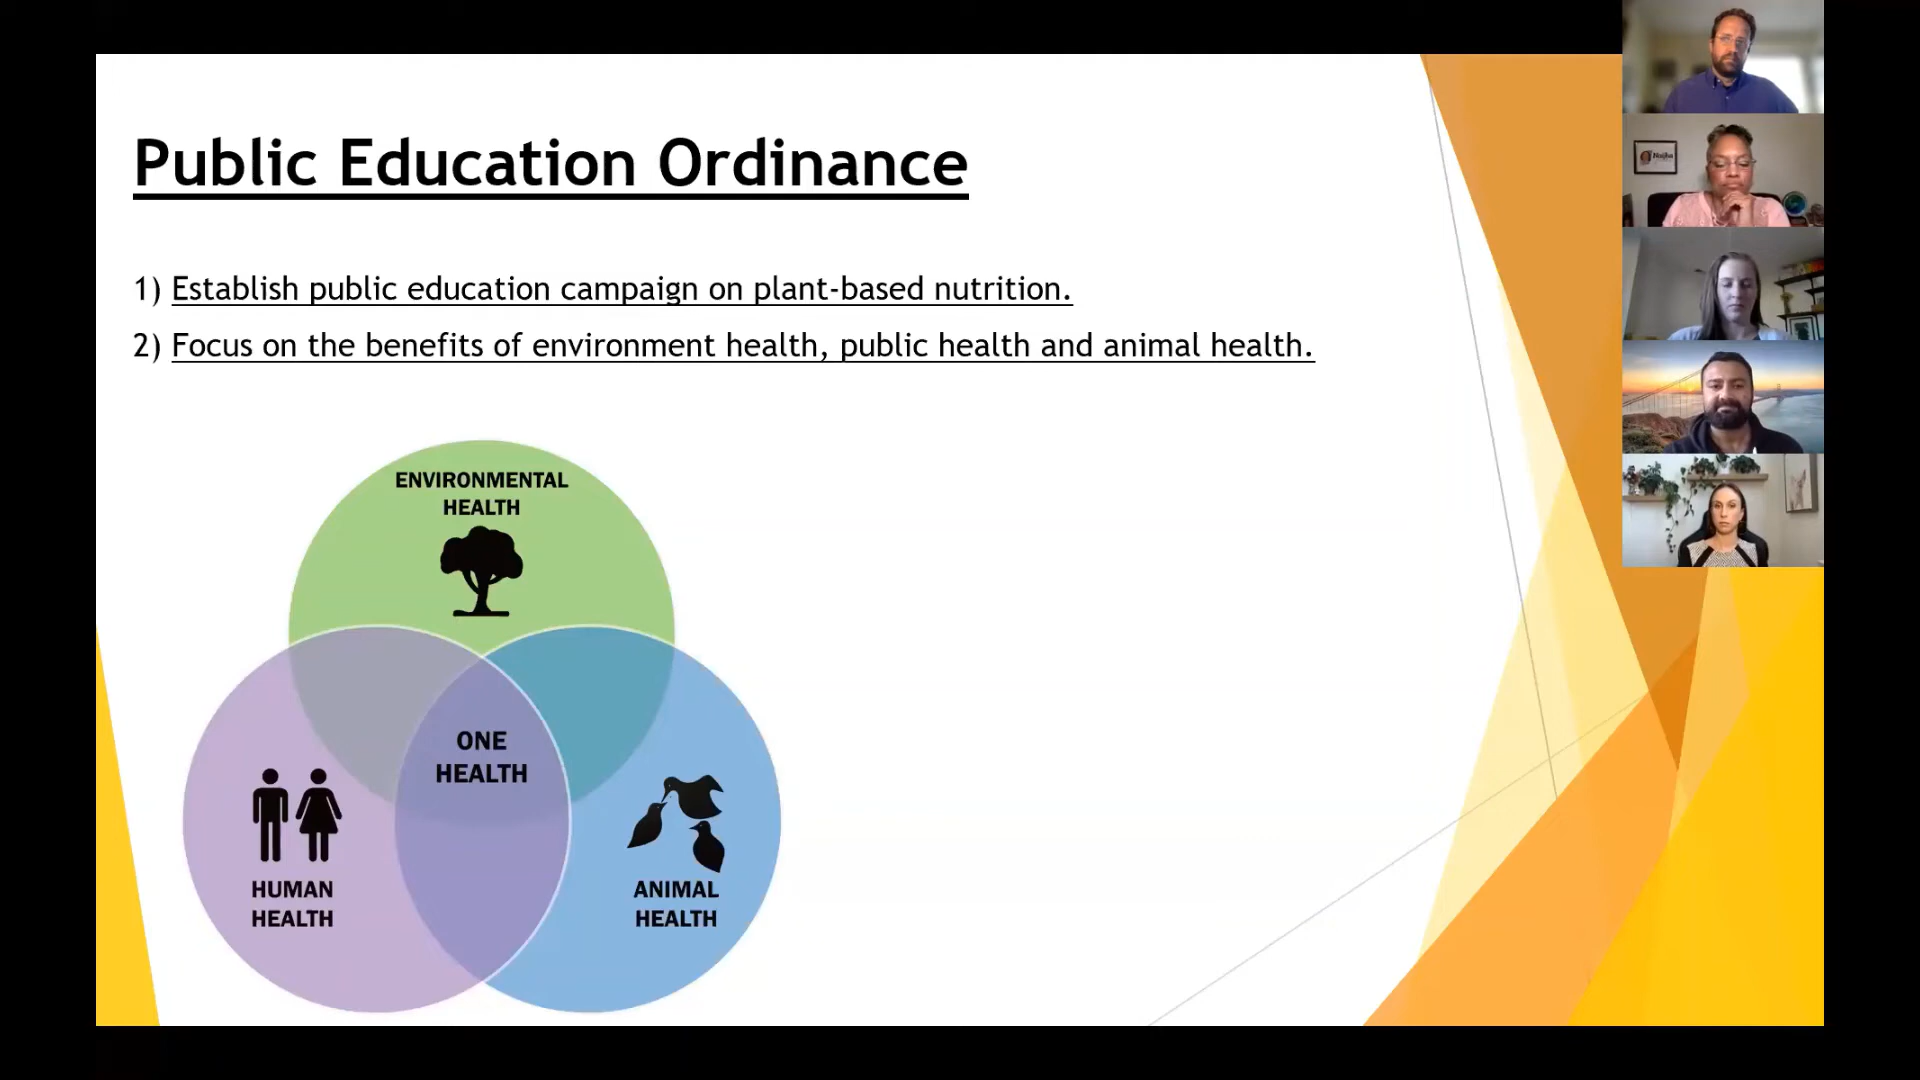 Public Education Ordinance
1) Establish public education campaign on plant-based nutrition.
2) Focus on the benefits of environment health, public health and animal health.
ENVIRONMENTAL
HEALTH
ONE
HEALTH
HUMAN
HEALTH
ANIMAL
HEALTH